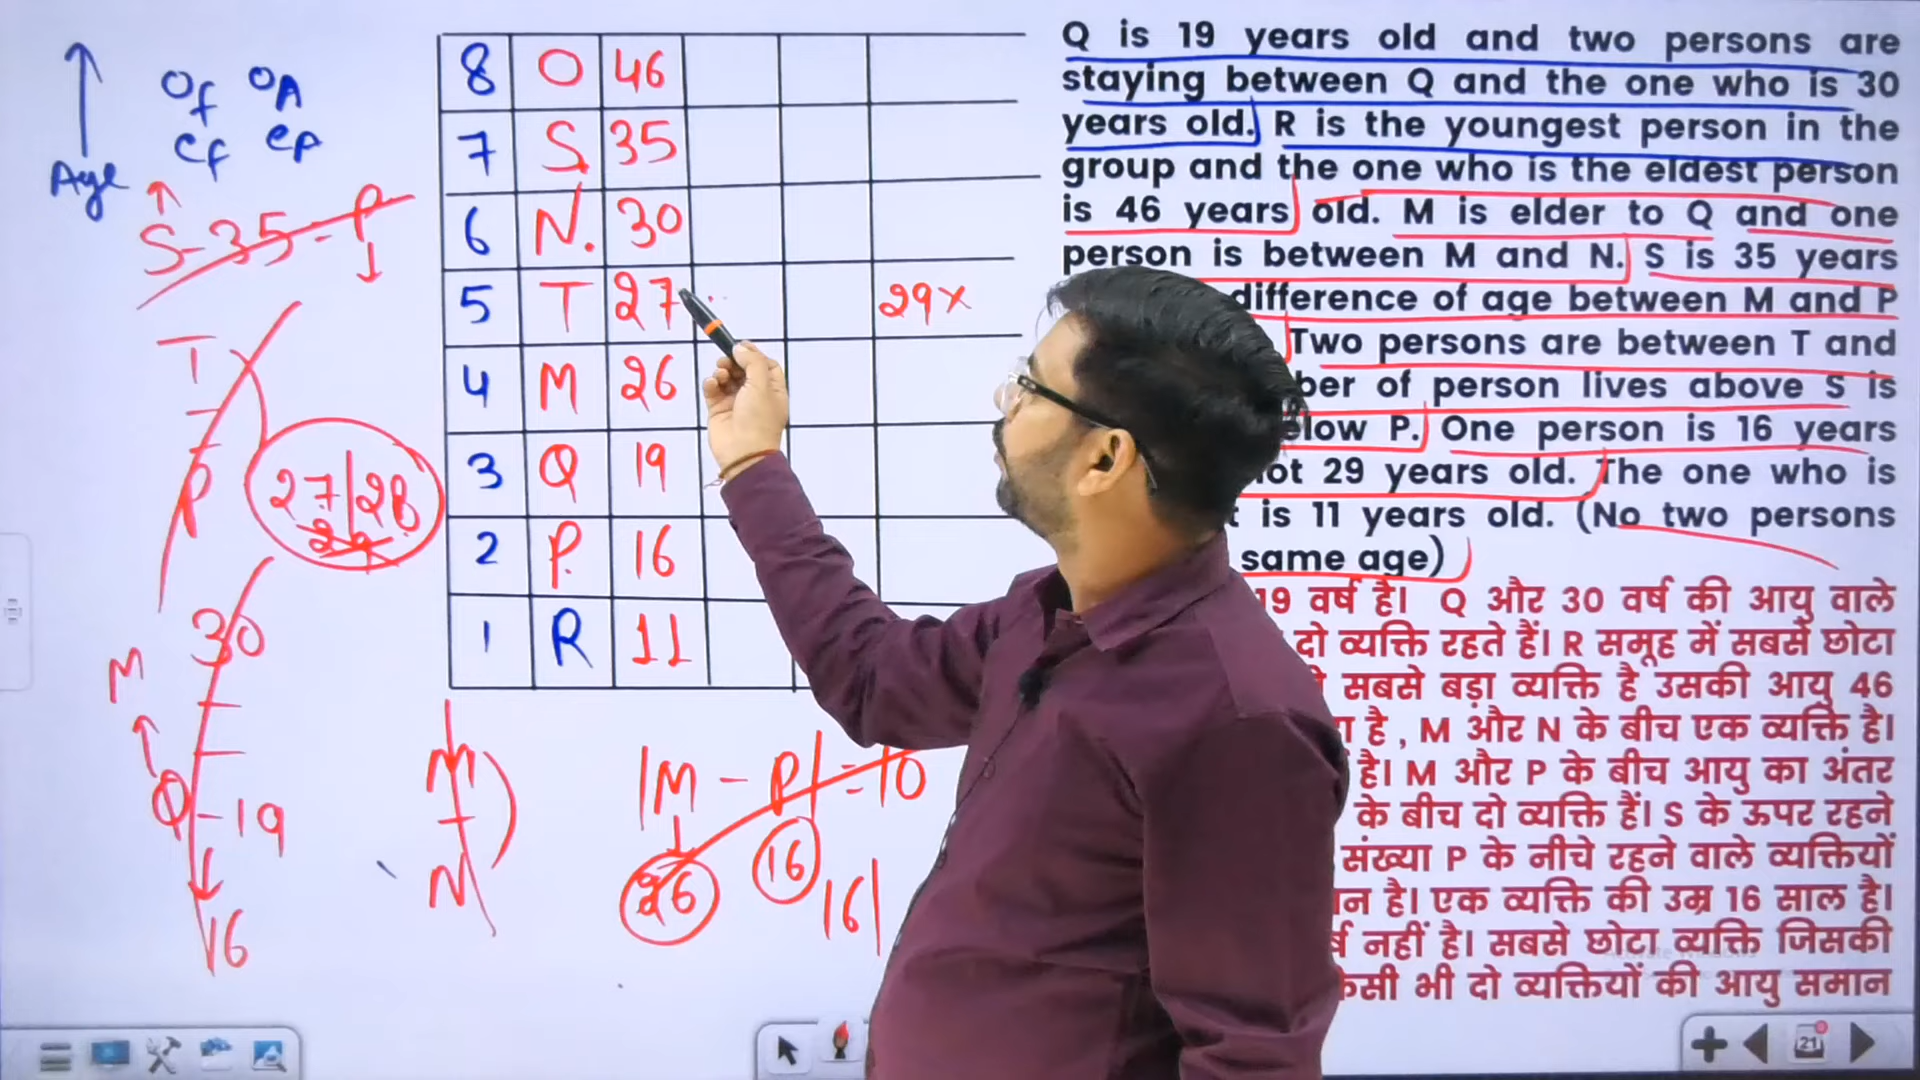 Age
Of OA
ef eA
S-35-P
T
P
27/28
29
30
M
Q-19
16
8 O 46
7 S 35
6 N. 30
5 T 27 29x
4 M 26
3 Q 19
2 P. 16
1 R 11
M
N
|M - P| = 10
26 16 16
Q is 19 years old and two persons are
staying between Q and the one who is 30
years old. R is the youngest person in the
group and the one who is the eldest person
is 46 years old. M is elder to Q and one
person is between M and N. S is 35 years
difference of age between M and P
Two persons are between T and
of person lives above S is
P. One person is 16 years
29 years old. The one who is
is 11 years old. (No two persons
same age)
19 वर्ष है। Q और 30 वर्ष की आयु वाले
दो व्यक्ति रहते हैं। R समूह में सबसे छोटा
सबसे बड़ा व्यक्ति है उसकी आयु 46
है , M और N के बीच एक व्यक्ति है।
है। M और P के बीच आयु का अंतर
के बीच दो व्यक्ति हैं। S के ऊपर रहने
संख्या P के नीचे रहने वाले व्यक्तियों
है। एक व्यक्ति की उम्र 16 साल है।
नहीं है। सबसे छोटा व्यक्ति जिसकी
भी दो व्यक्तियों की आयु समान
21